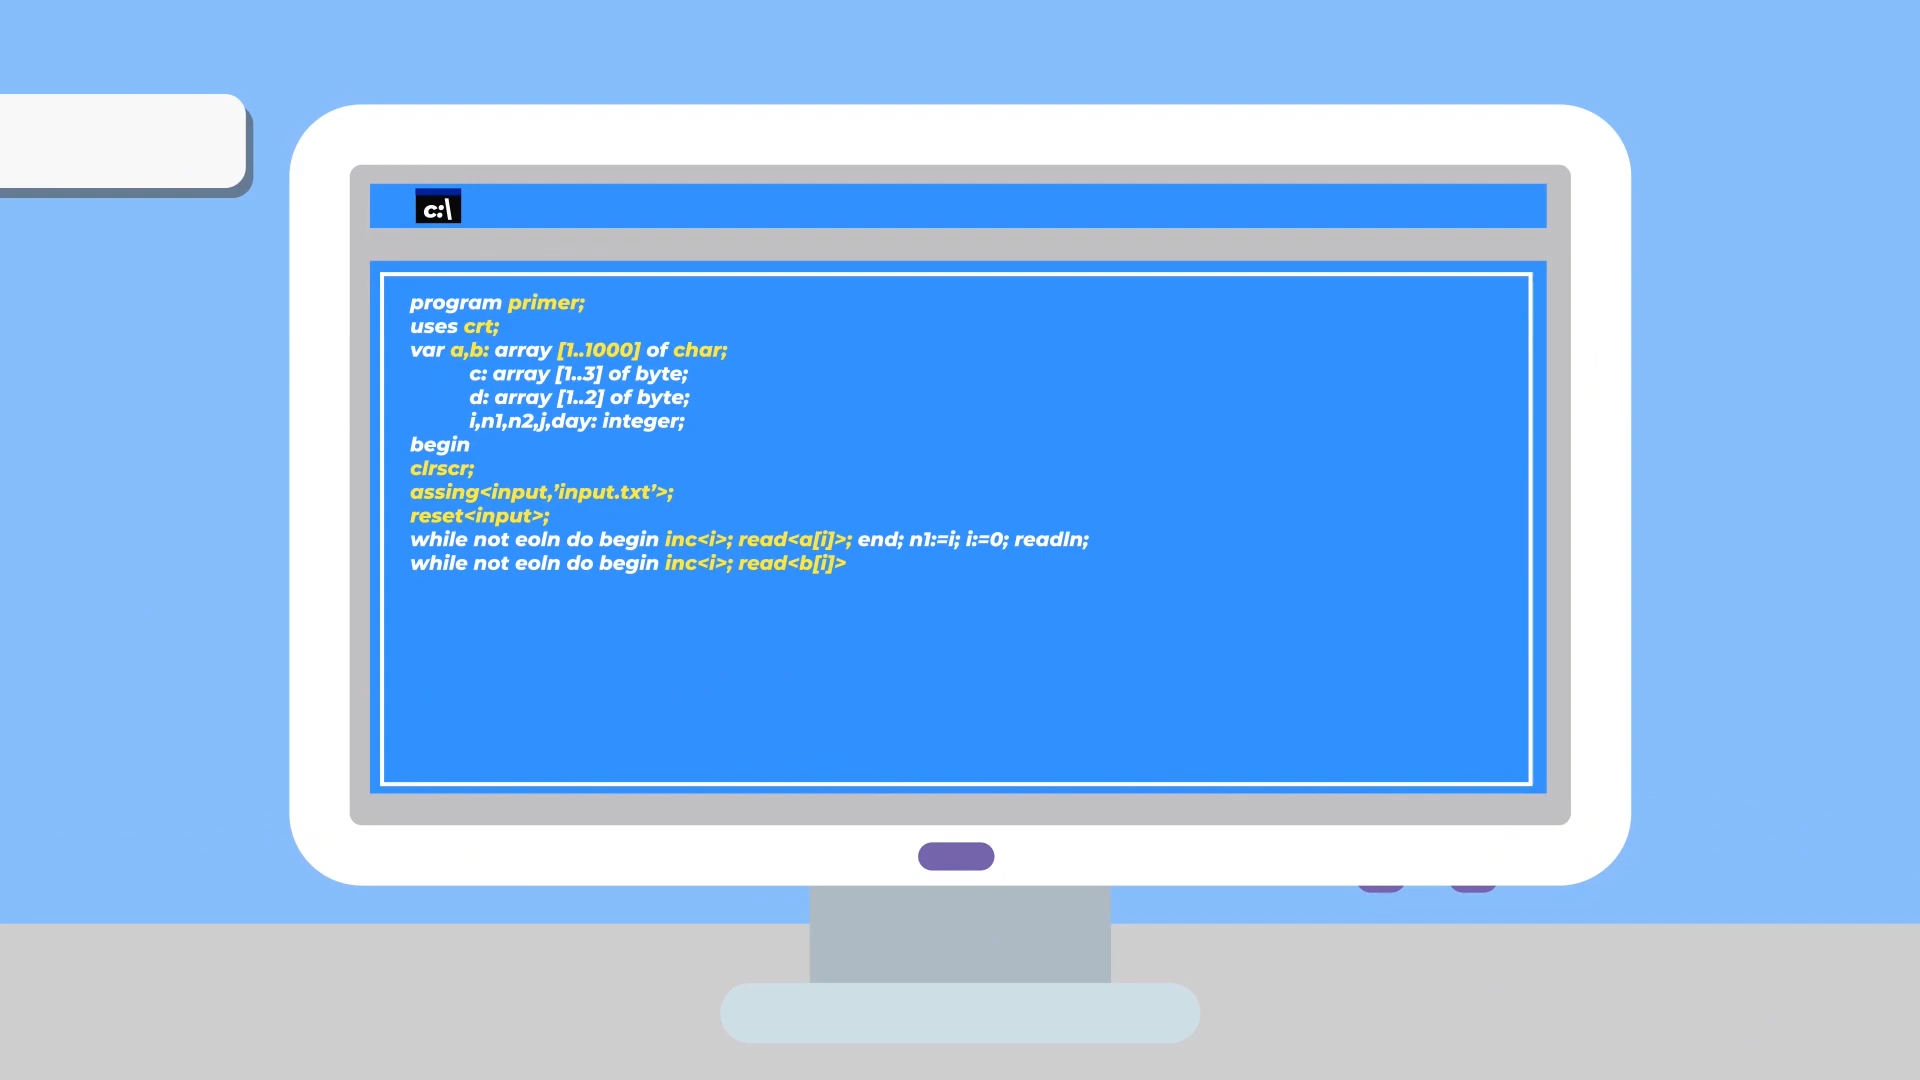 c:\
program primer;
uses crt;
var a,b: array [1..1000] of char;
c: array [1..3] of byte;
d: array [1..2] of byte;
i,n1,n2,j,day: integer;
begin
clrscr;
assing<input,’input.txt’>;
reset<input>;
while not eoln do begin inc<i>; read<a[i]>; end; n1:=i; i:=0; readln;
while not eoln do begin inc<i>; read<b[i]>